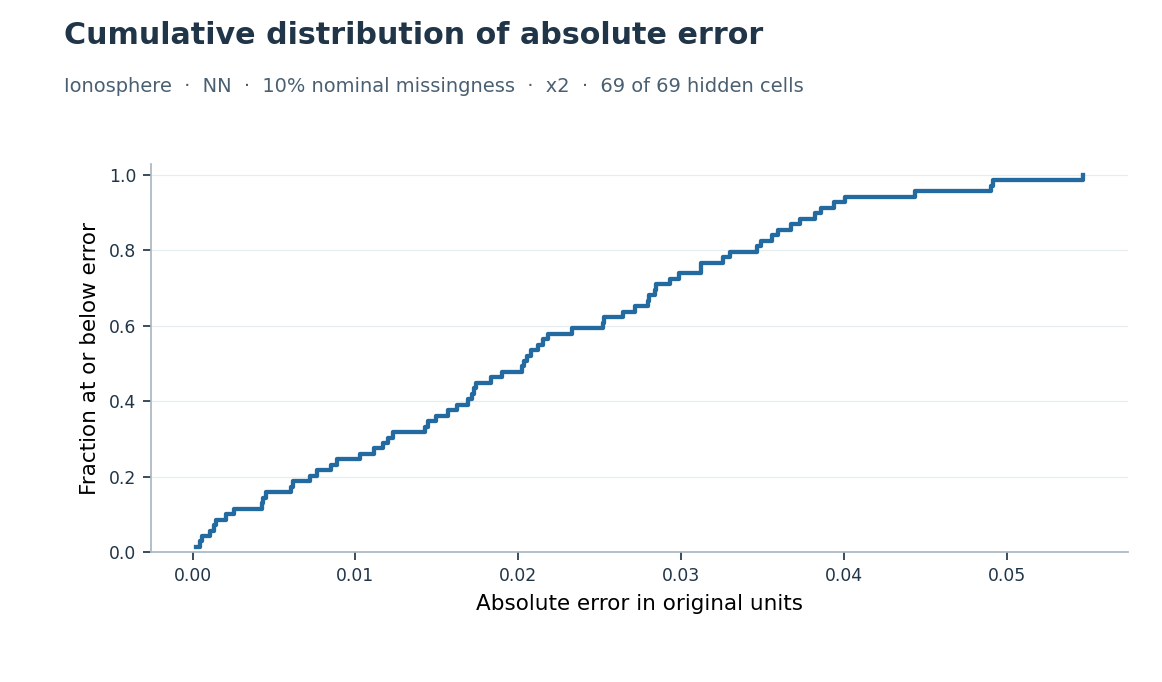 Cumulative distribution of absolute error
Ionosphere · NN · 10% nominal missingness · x2 · 69 of 69 hidden cells
1.0
0.8
0.6
0.4
0.2
0.0
Fraction at or below error
0.00 0.01 0.02 0.03 0.04 0.05
Absolute error in original units